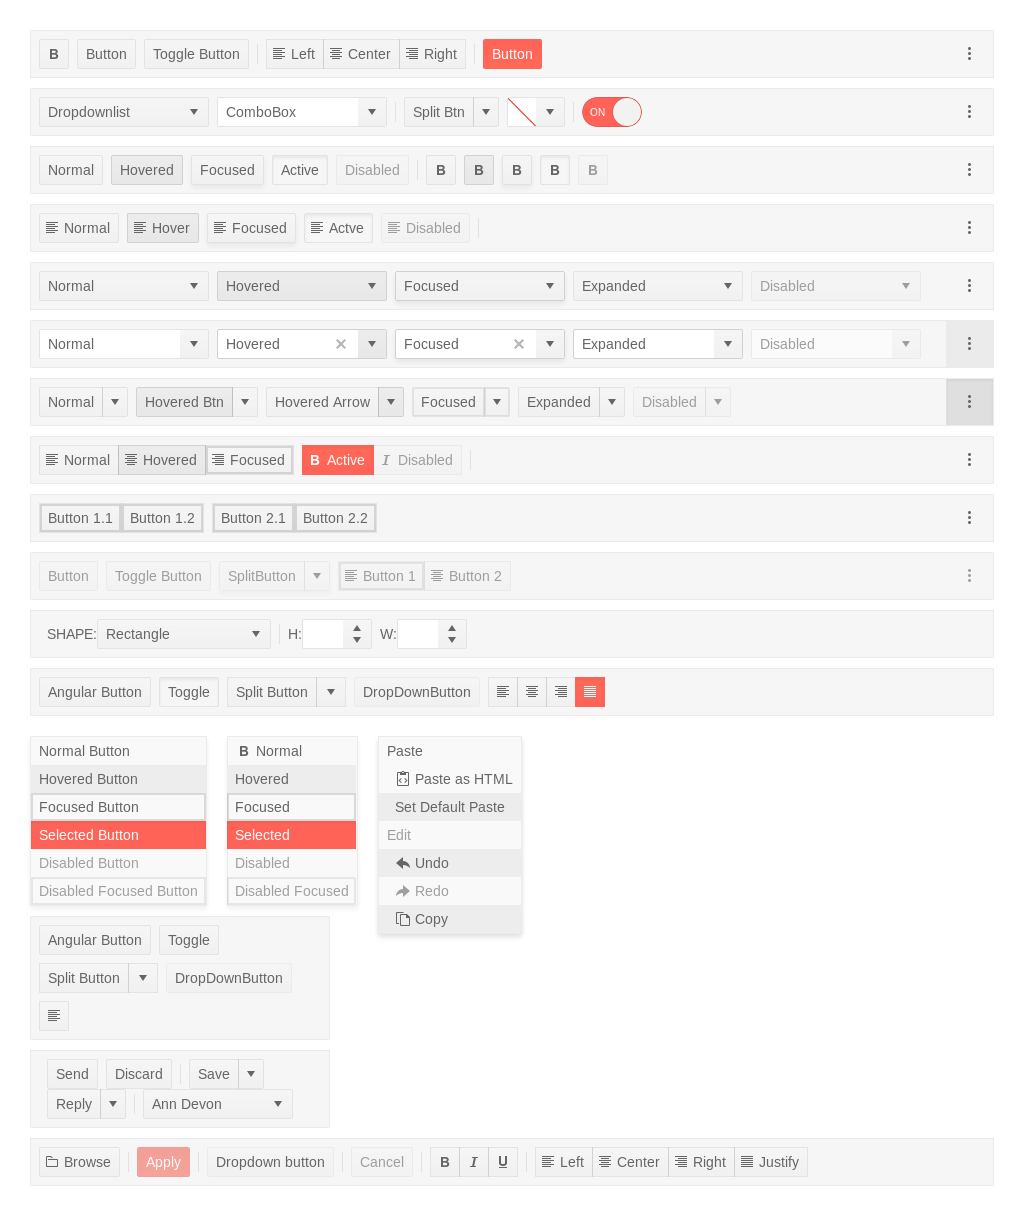 B Button Toggle Button Left Center Right Button
Dropdownlist ComboBox Split Btn ON
Normal Hovered Focused Active Disabled B B B B B
Normal Hover Focused Actve Disabled
Normal Hovered Focused Expanded Disabled
Normal Hovered Focused Expanded Disabled
Normal Hovered Btn Hovered Arrow Focused Expanded Disabled
Normal Hovered Focused B Active I Disabled
Button 1.1 Button 1.2 Button 2.1 Button 2.2
Button Toggle Button SplitButton Button 1 Button 2
SHAPE: Rectangle H: W:
Angular Button Toggle Split Button DropDownButton
Normal Button
Hovered Button
Focused Button
Selected Button
Disabled Button
Disabled Focused Button
B Normal
Hovered
Focused
Selected
Disabled
Disabled Focused
Paste
Paste as HTML
Set Default Paste
Edit
Undo
Redo
Copy
Angular Button Toggle
Split Button DropDownButton
Send Discard Save
Reply Ann Devon
Browse Apply Dropdown button Cancel B I U Left Center Right Justify